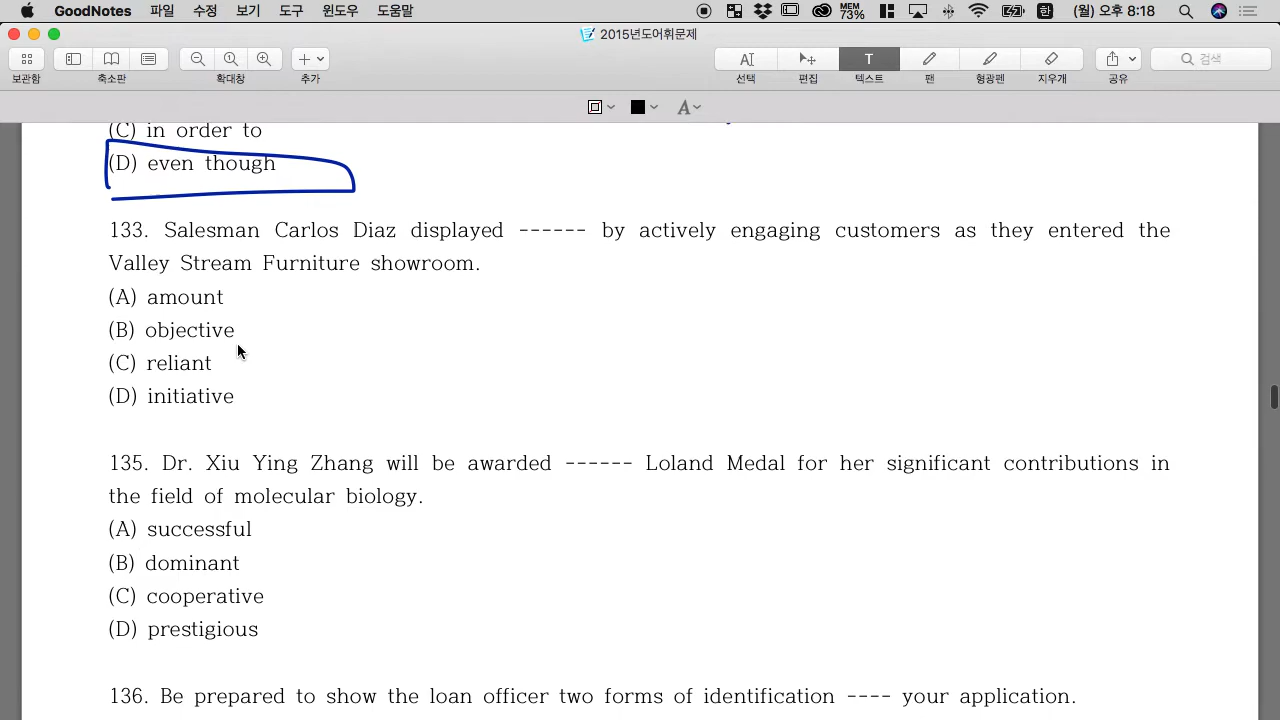 GoodNotes 파일 수정 보기 도구 윈도우 도움말 MEM 73% 한 (월) 오후 8:18
2015년도어휘문제
보관함 축소판 확대창 추가 선택 편집 T 텍스트 펜 형광펜 지우개 공유 검색
(C) in order to
(D) even though
133. Salesman Carlos Diaz displayed ------ by actively engaging customers as they entered the
Valley Stream Furniture showroom.
(A) amount
(B) objective
(C) reliant
(D) initiative
135. Dr. Xiu Ying Zhang will be awarded ------ Loland Medal for her significant contributions in
the field of molecular biology.
(A) successful
(B) dominant
(C) cooperative
(D) prestigious
136. Be prepared to show the loan officer two forms of identification ---- your application.